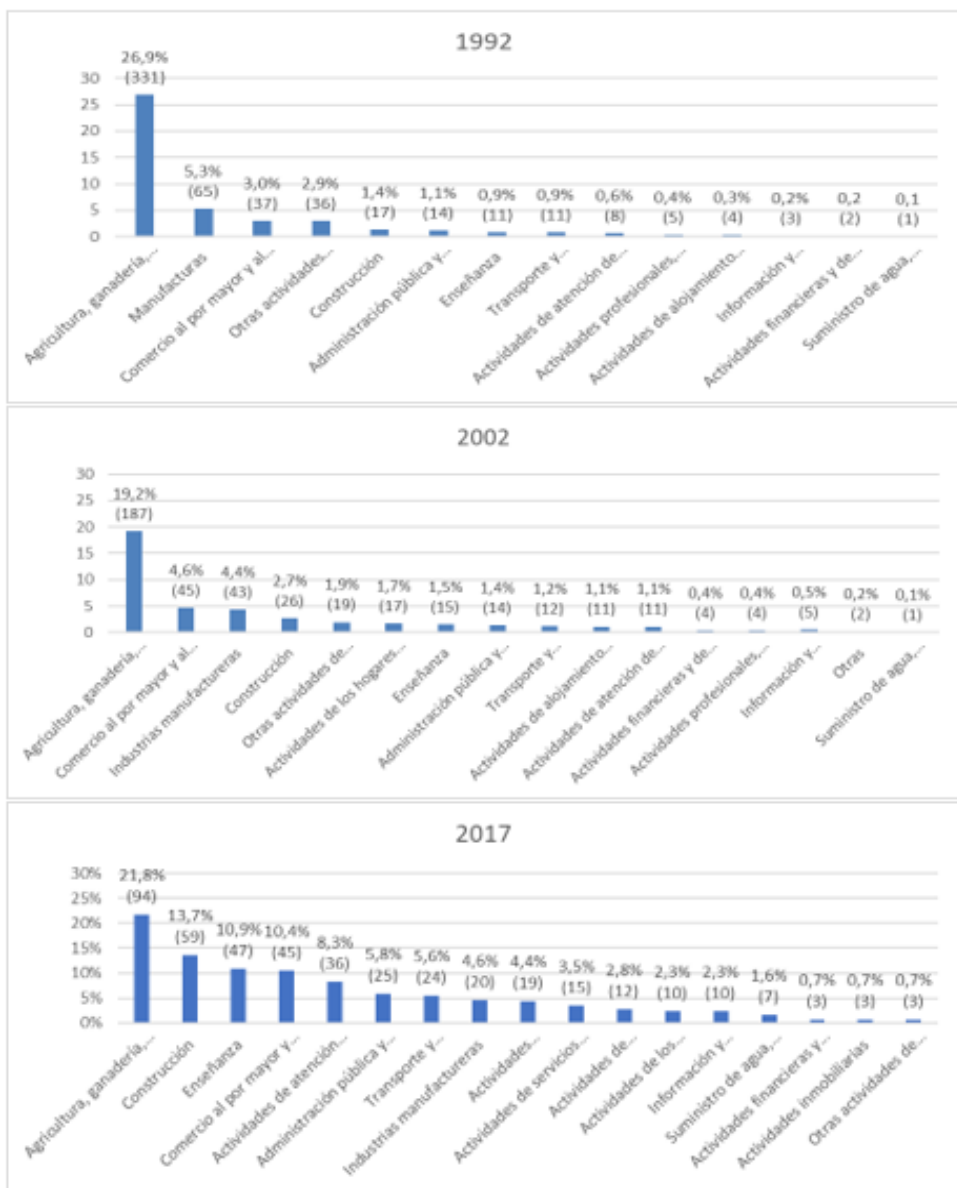 1992
26,9%
(331)
5,3%
(65)
3,0%
(37)
2,9%
(36)
1,4%
(17)
1,1%
(14)
0,9%
(11)
0,9%
(11)
0,6%
(8)
0,4%
(5)
0,3%
(4)
0,2%
(3)
0,2
(2)
0,1
(1)
30
25
20
15
10
5
0
Agricultura, ganadería,...
Manufacturas
Comercio al por mayor y al...
Otras actividades...
Construcción
Administración pública y...
Enseñanza
Transporte y...
Actividades de atención de...
Actividades profesionales,...
Actividades de alojamiento...
Información y...
Actividades financieras y de...
Suministro de agua,...
2002
19,2%
(187)
4,6%
(45)
4,4%
(43)
2,7%
(26)
1,9%
(19)
1,7%
(17)
1,5%
(15)
1,4%
(14)
1,2%
(12)
1,1%
(11)
1,1%
(11)
0,4%
(4)
0,4%
(4)
0,5%
(5)
0,2%
(2)
0,1%
(1)
30
25
20
15
10
5
0
Agricultura, ganadería,...
Comercio al por mayor y al...
Industrias manufactureras
Construcción
Otras actividades de...
Actividades de los hogares...
Enseñanza
Administración pública y...
Transporte y...
Actividades de alojamiento...
Actividades de atención de...
Actividades financieras y de...
Actividades profesionales,...
Información y...
Otras
Suministro de agua,...
2017
21,8%
(94)
13,7%
(59)
10,9%
(47)
10,4%
(45)
8,3%
(36)
5,8%
(25)
5,6%
(24)
4,6%
(20)
4,4%
(19)
3,5%
(15)
2,8%
(12)
2,3%
(10)
2,3%
(10)
1,6%
(7)
0,7%
(3)
0,7%
(3)
0,7%
(3)
30%
25%
20%
15%
10%
5%
0%
Agricultura, ganadería,...
Construcción
Enseñanza
Comercio al por mayor y...
Actividades de atención...
Administración pública y...
Transporte y...
Industrias manufactureras
Actividades...
Actividades de servicios...
Actividades de...
Actividades de los...
Información y...
Suministro de agua,...
Actividades financieras y...
Actividades inmobiliarias
Otras actividades de...